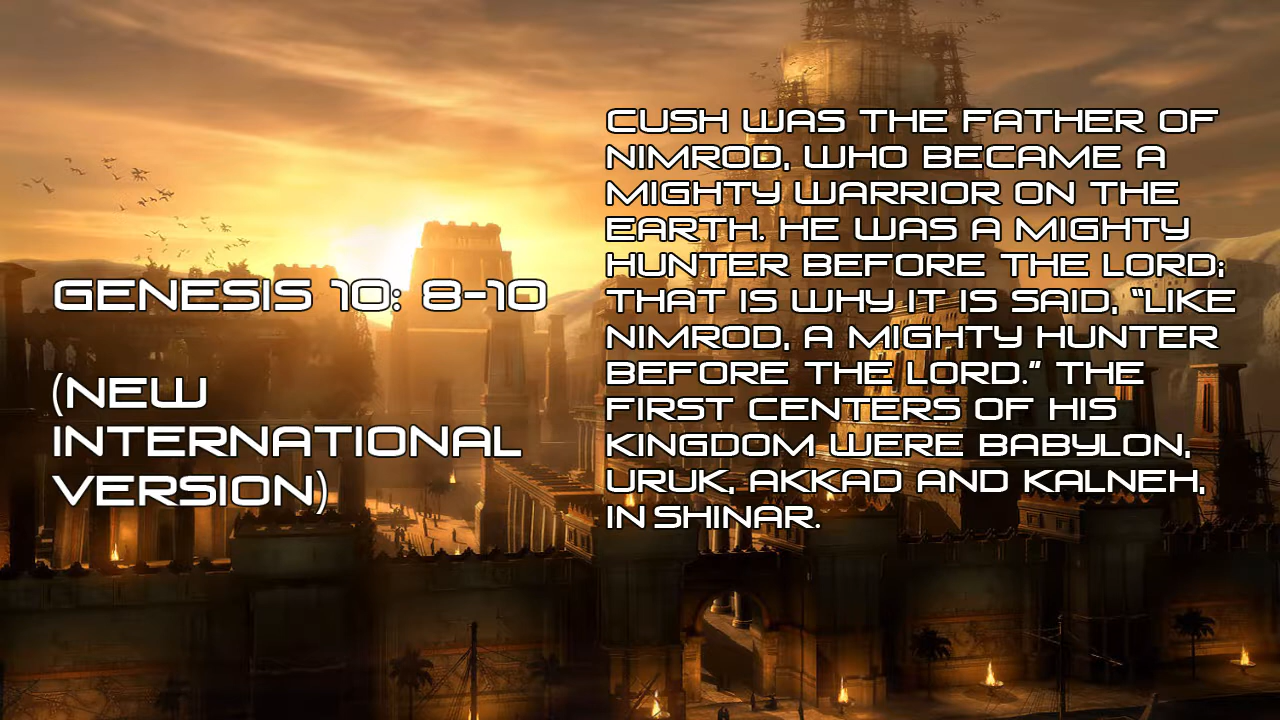 GENESIS 10: 8-10
(NEW
INTERNATIONAL
VERSION)
CUSH WAS THE FATHER OF
NIMROD, WHO BECAME A
MIGHTY WARRIOR ON THE
EARTH. HE WAS A MIGHTY
HUNTER BEFORE THE LORD;
THAT IS WHY IT IS SAID, “LIKE
NIMROD, A MIGHTY HUNTER
BEFORE THE LORD.” THE
FIRST CENTERS OF HIS
KINGDOM WERE BABYLON,
URUK, AKKAD AND KALNEH,
IN SHINAR.